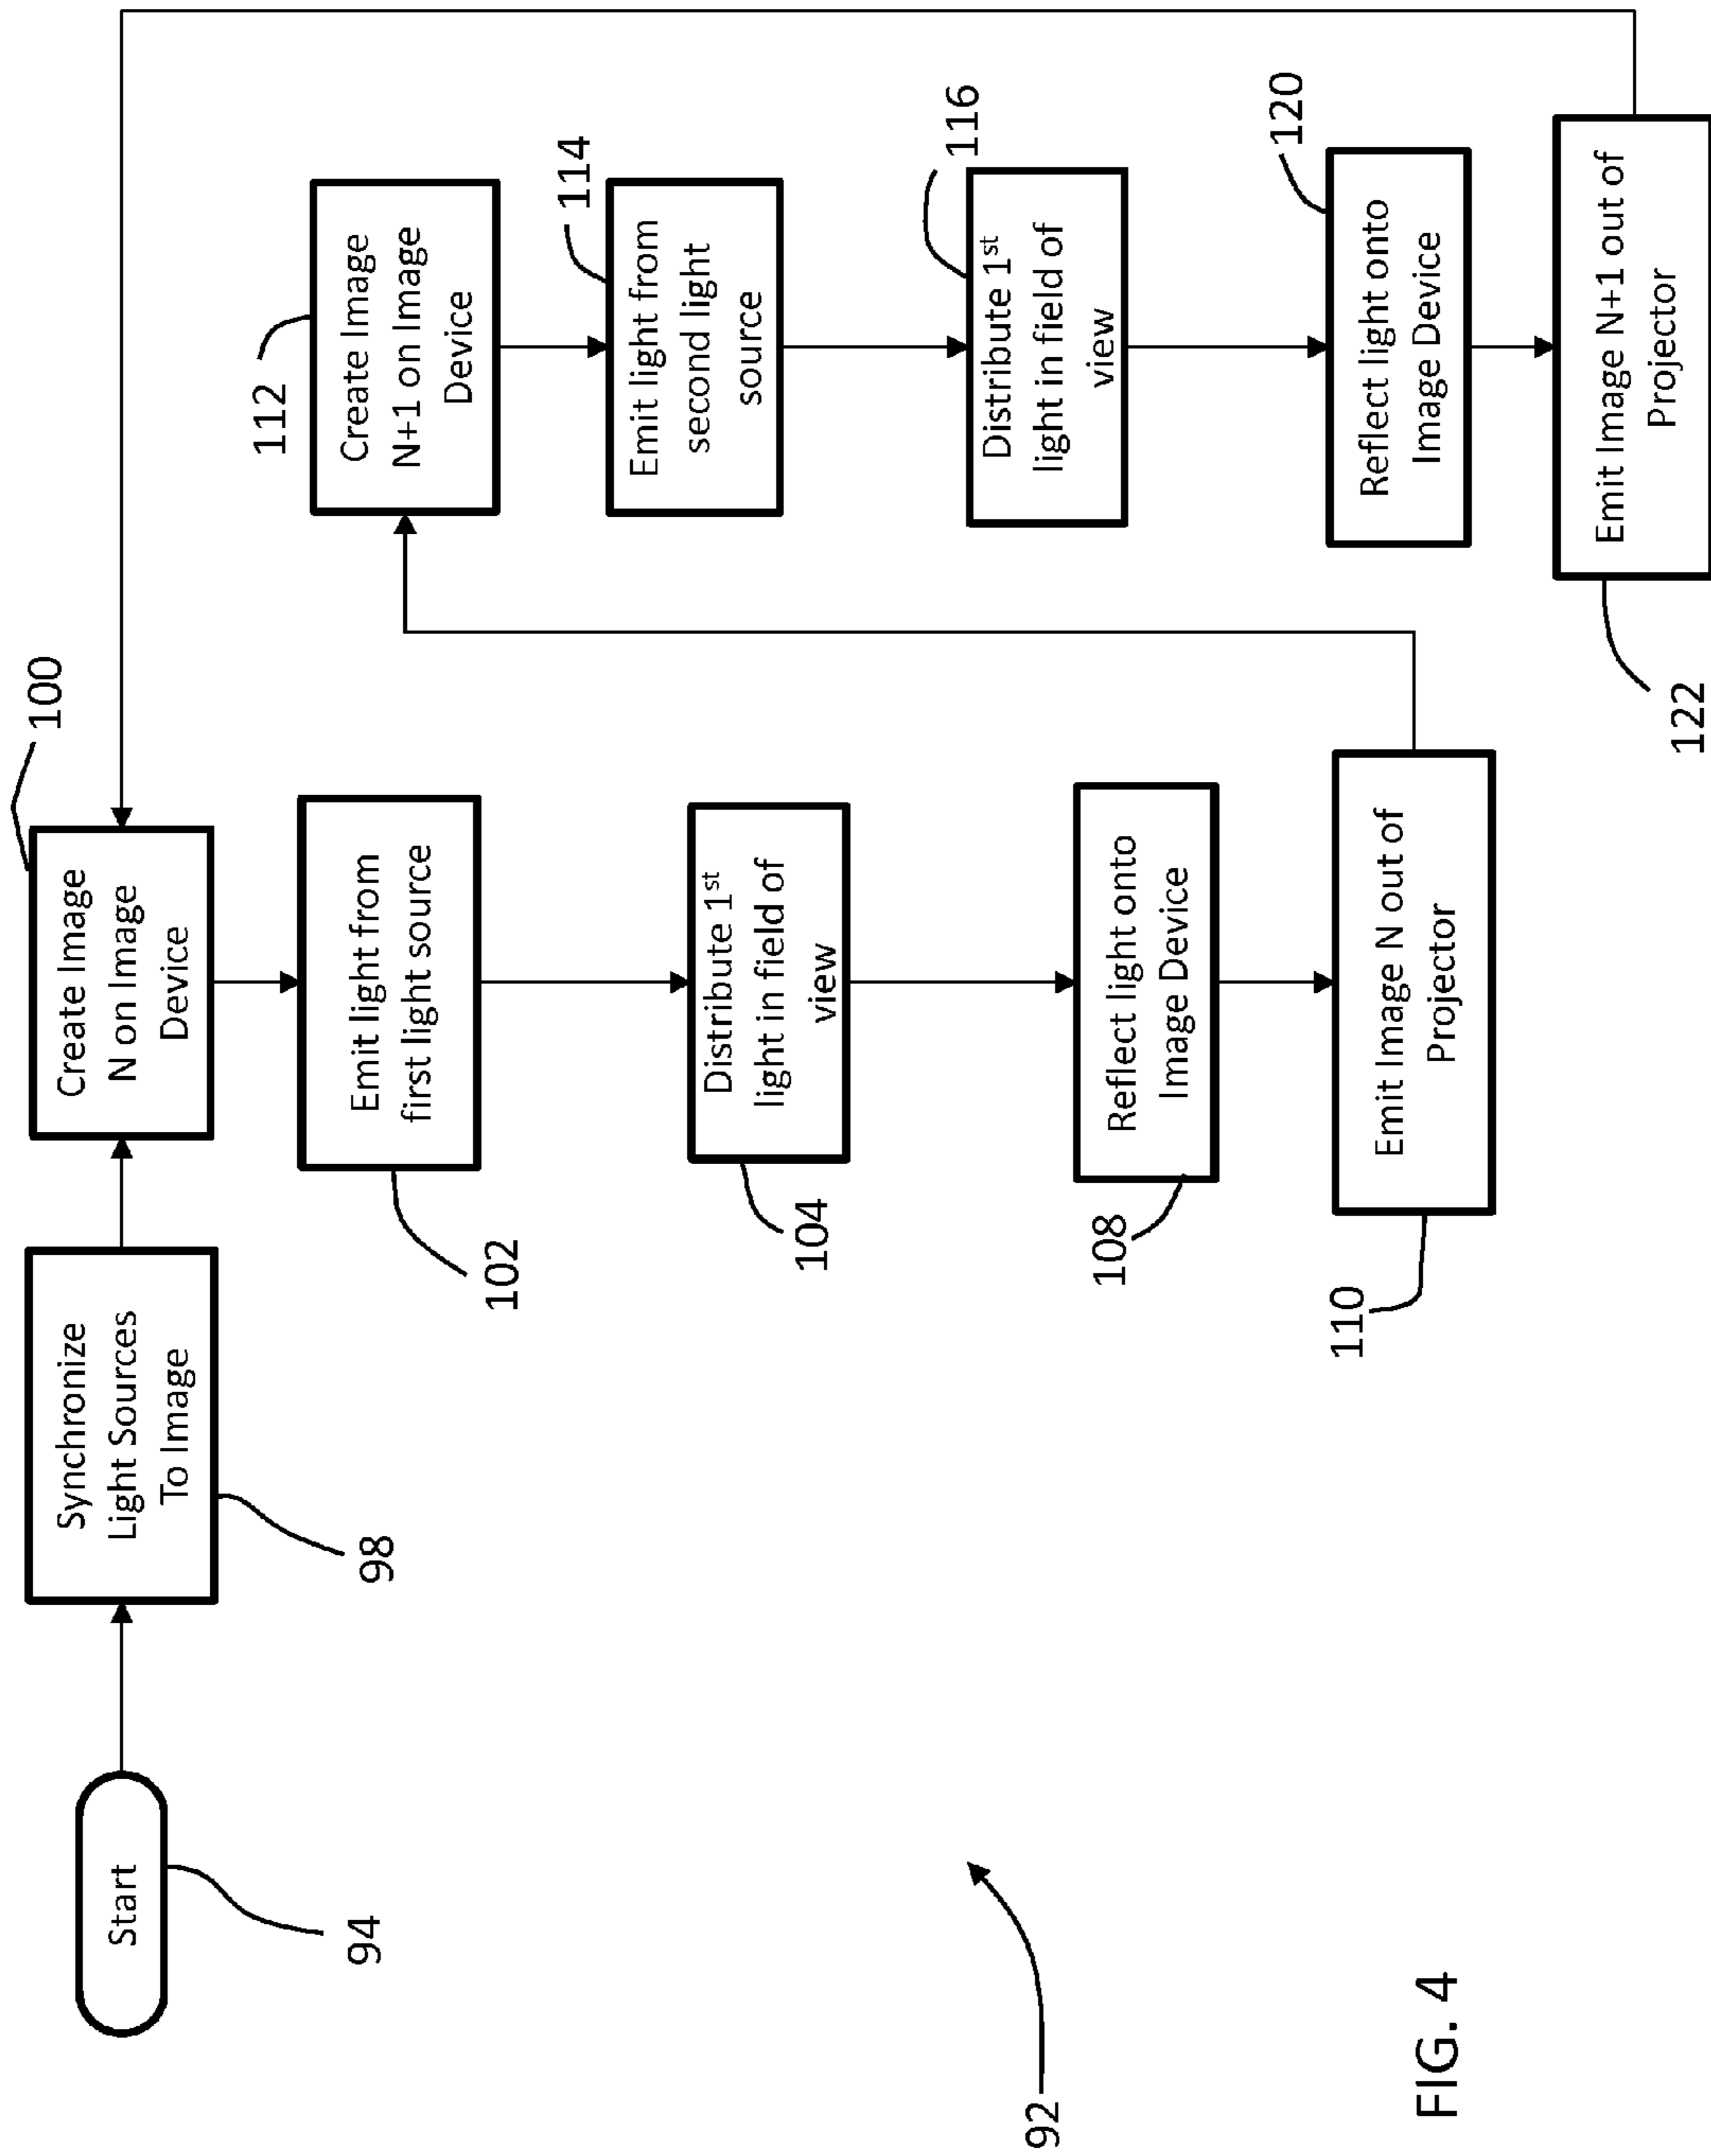 Start
94
Synchronize
Light Sources
To Image
98
Create Image
N on Image
Device
100
Emit light from
first light source
102
Distribute 1st
light in field of
view
104
Reflect light onto
Image Device
108
Emit Image N out of
Projector
110
Create Image
N+1 on Image
Device
112
Emit light from
second light
source
114
Distribute 1st
light in field of
view
116
Reflect light onto
Image Device
120
Emit Image N+1 out of
Projector
122
92
FIG. 4